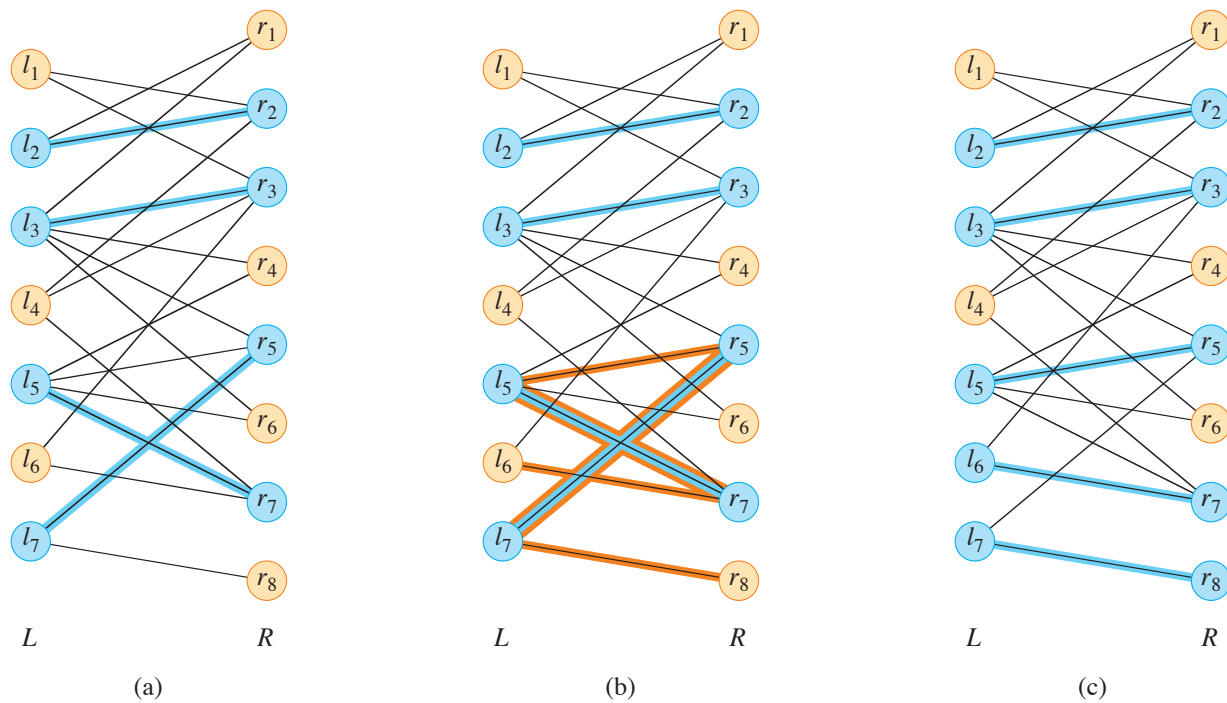 l1 l2 l3 l4 l5 l6 l7
r1 r2 r3 r4 r5 r6 r7 r8
L R
(a)
l1 l2 l3 l4 l5 l6 l7
r1 r2 r3 r4 r5 r6 r7 r8
L R
(b)
l1 l2 l3 l4 l5 l6 l7
r1 r2 r3 r4 r5 r6 r7 r8
L R
(c)